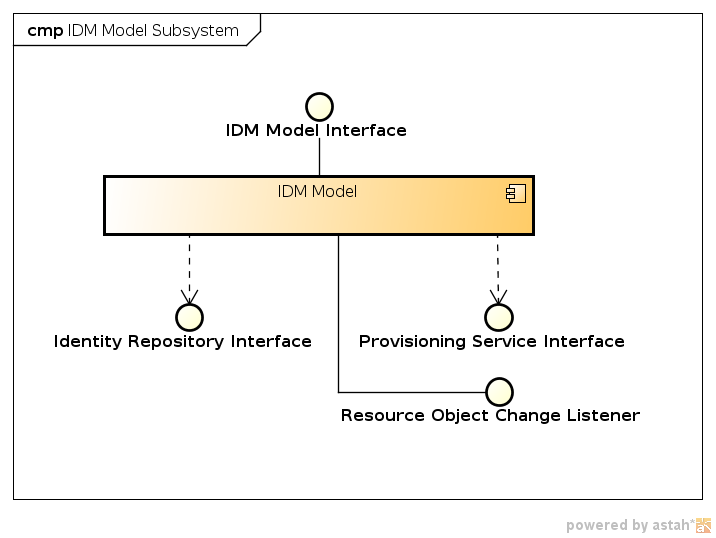 cmp IDM Model Subsystem
IDM Model Interface
IDM Model
Identity Repository Interface
Provisioning Service Interface
Resource Object Change Listener
powered by astah*